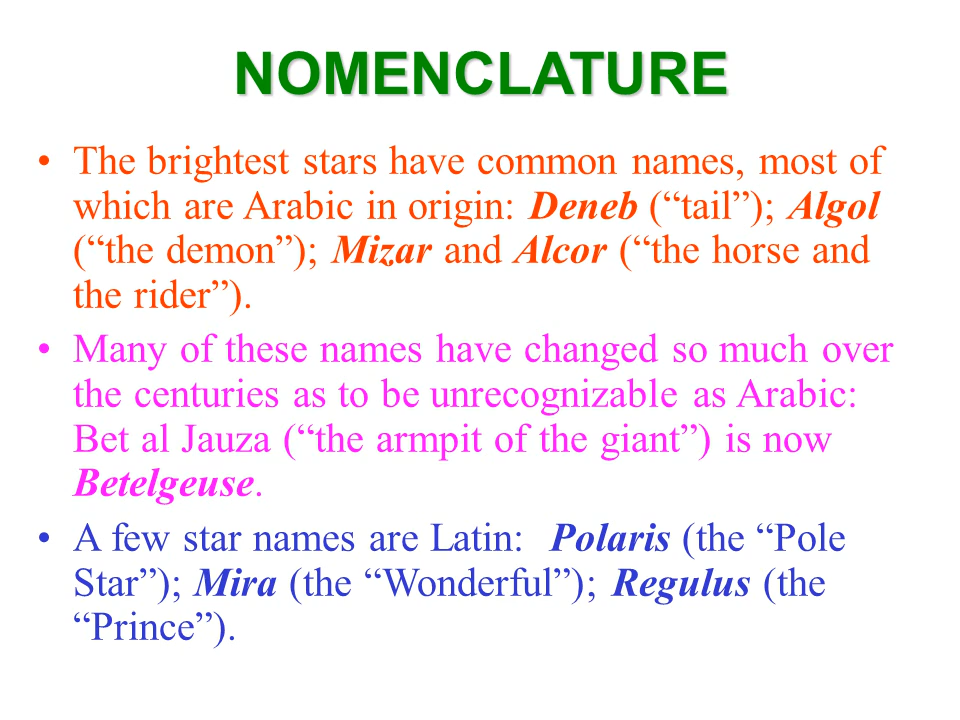 NOMENCLATURE
• The brightest stars have common names, most of
which are Arabic in origin: Deneb (“tail”); Algol
(“the demon”); Mizar and Alcor (“the horse and
the rider”).
• Many of these names have changed so much over
the centuries as to be unrecognizable as Arabic:
Bet al Jauza (“the armpit of the giant”) is now
Betelgeuse.
• A few star names are Latin: Polaris (the “Pole
Star”); Mira (the “Wonderful”); Regulus (the
“Prince”).